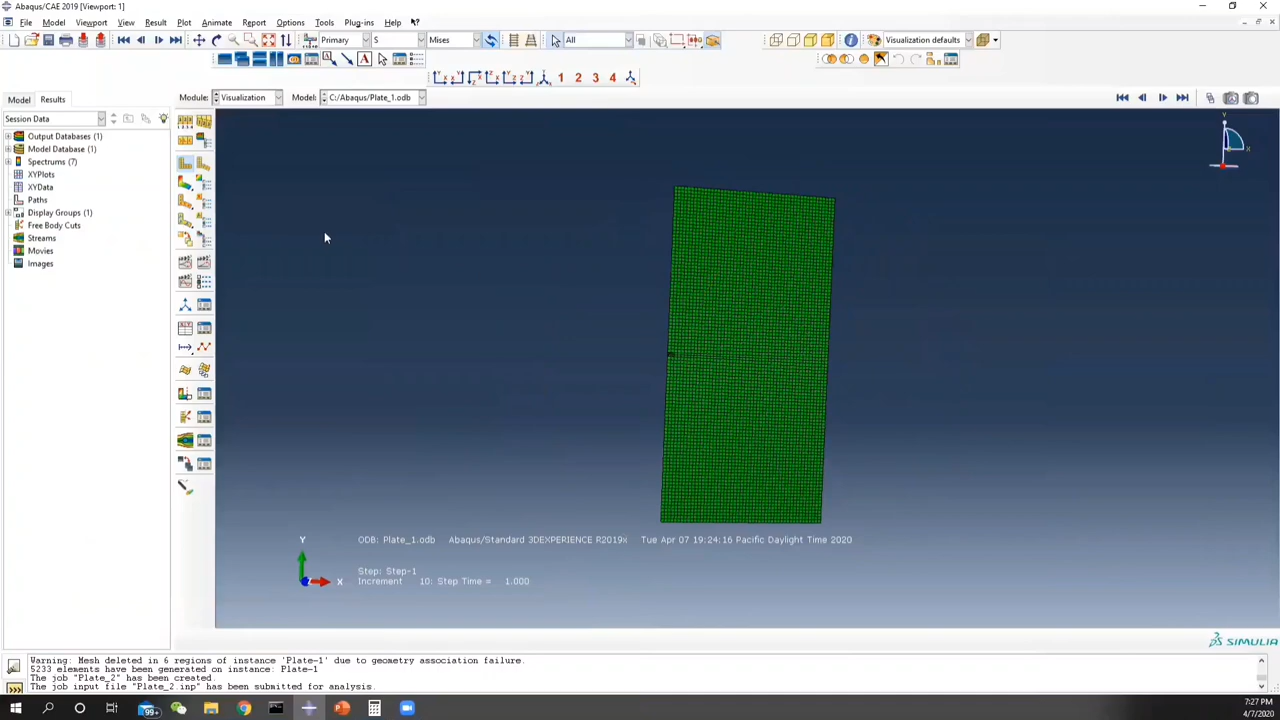 Abaqus/CAE 2019 [Viewport: 1]
File Model Viewport View Result Plot Animate Report Options Tools Plug-ins Help
Primary S Mises All Visualization defaults
1 2 3 4
Model Results Module: Visualization Model: C:/Abaqus/Plate_1.odb
Session Data
Output Databases (1)
Model Database (1)
Spectrums (7)
XYPlots
XYData
Paths
Display Groups (1)
Free Body Cuts
Streams
Movies
Images
Y
X
Y
X
ODB: Plate_1.odb Abaqus/Standard 3DEXPERIENCE R2019x Tue Apr 07 19:24:16 Pacific Daylight Time 2020
Step: Step-1
Increment 10: Step Time = 1.000
SIMULIA
Warning: Mesh deleted in 6 regions of instance 'Plate-1' due to geometry association failure.
5233 elements have been generated on instance: Plate-1
The job "Plate_2" has been created.
The job input file "Plate_2.inp" has been submitted for analysis.
99+
7:27 PM
4/7/2020